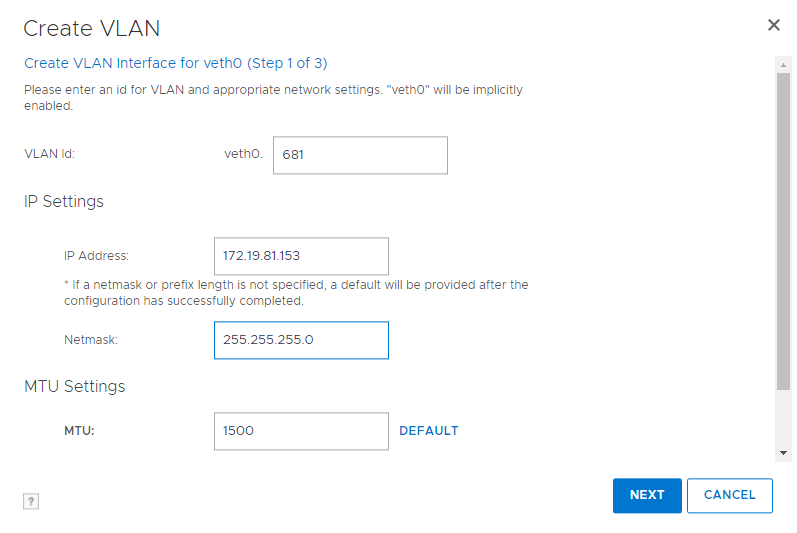 Create VLAN
Create VLAN Interface for veth0 (Step 1 of 3)
Please enter an id for VLAN and appropriate network settings. "veth0" will be implicitly
enabled.
VLAN Id: veth0. 681
IP Settings
IP Address: 172.19.81.153
* If a netmask or prefix length is not specified, a default will be provided after the
configuration has successfully completed.
Netmask: 255.255.255.0
MTU Settings
MTU: 1500 DEFAULT
? NEXT CANCEL